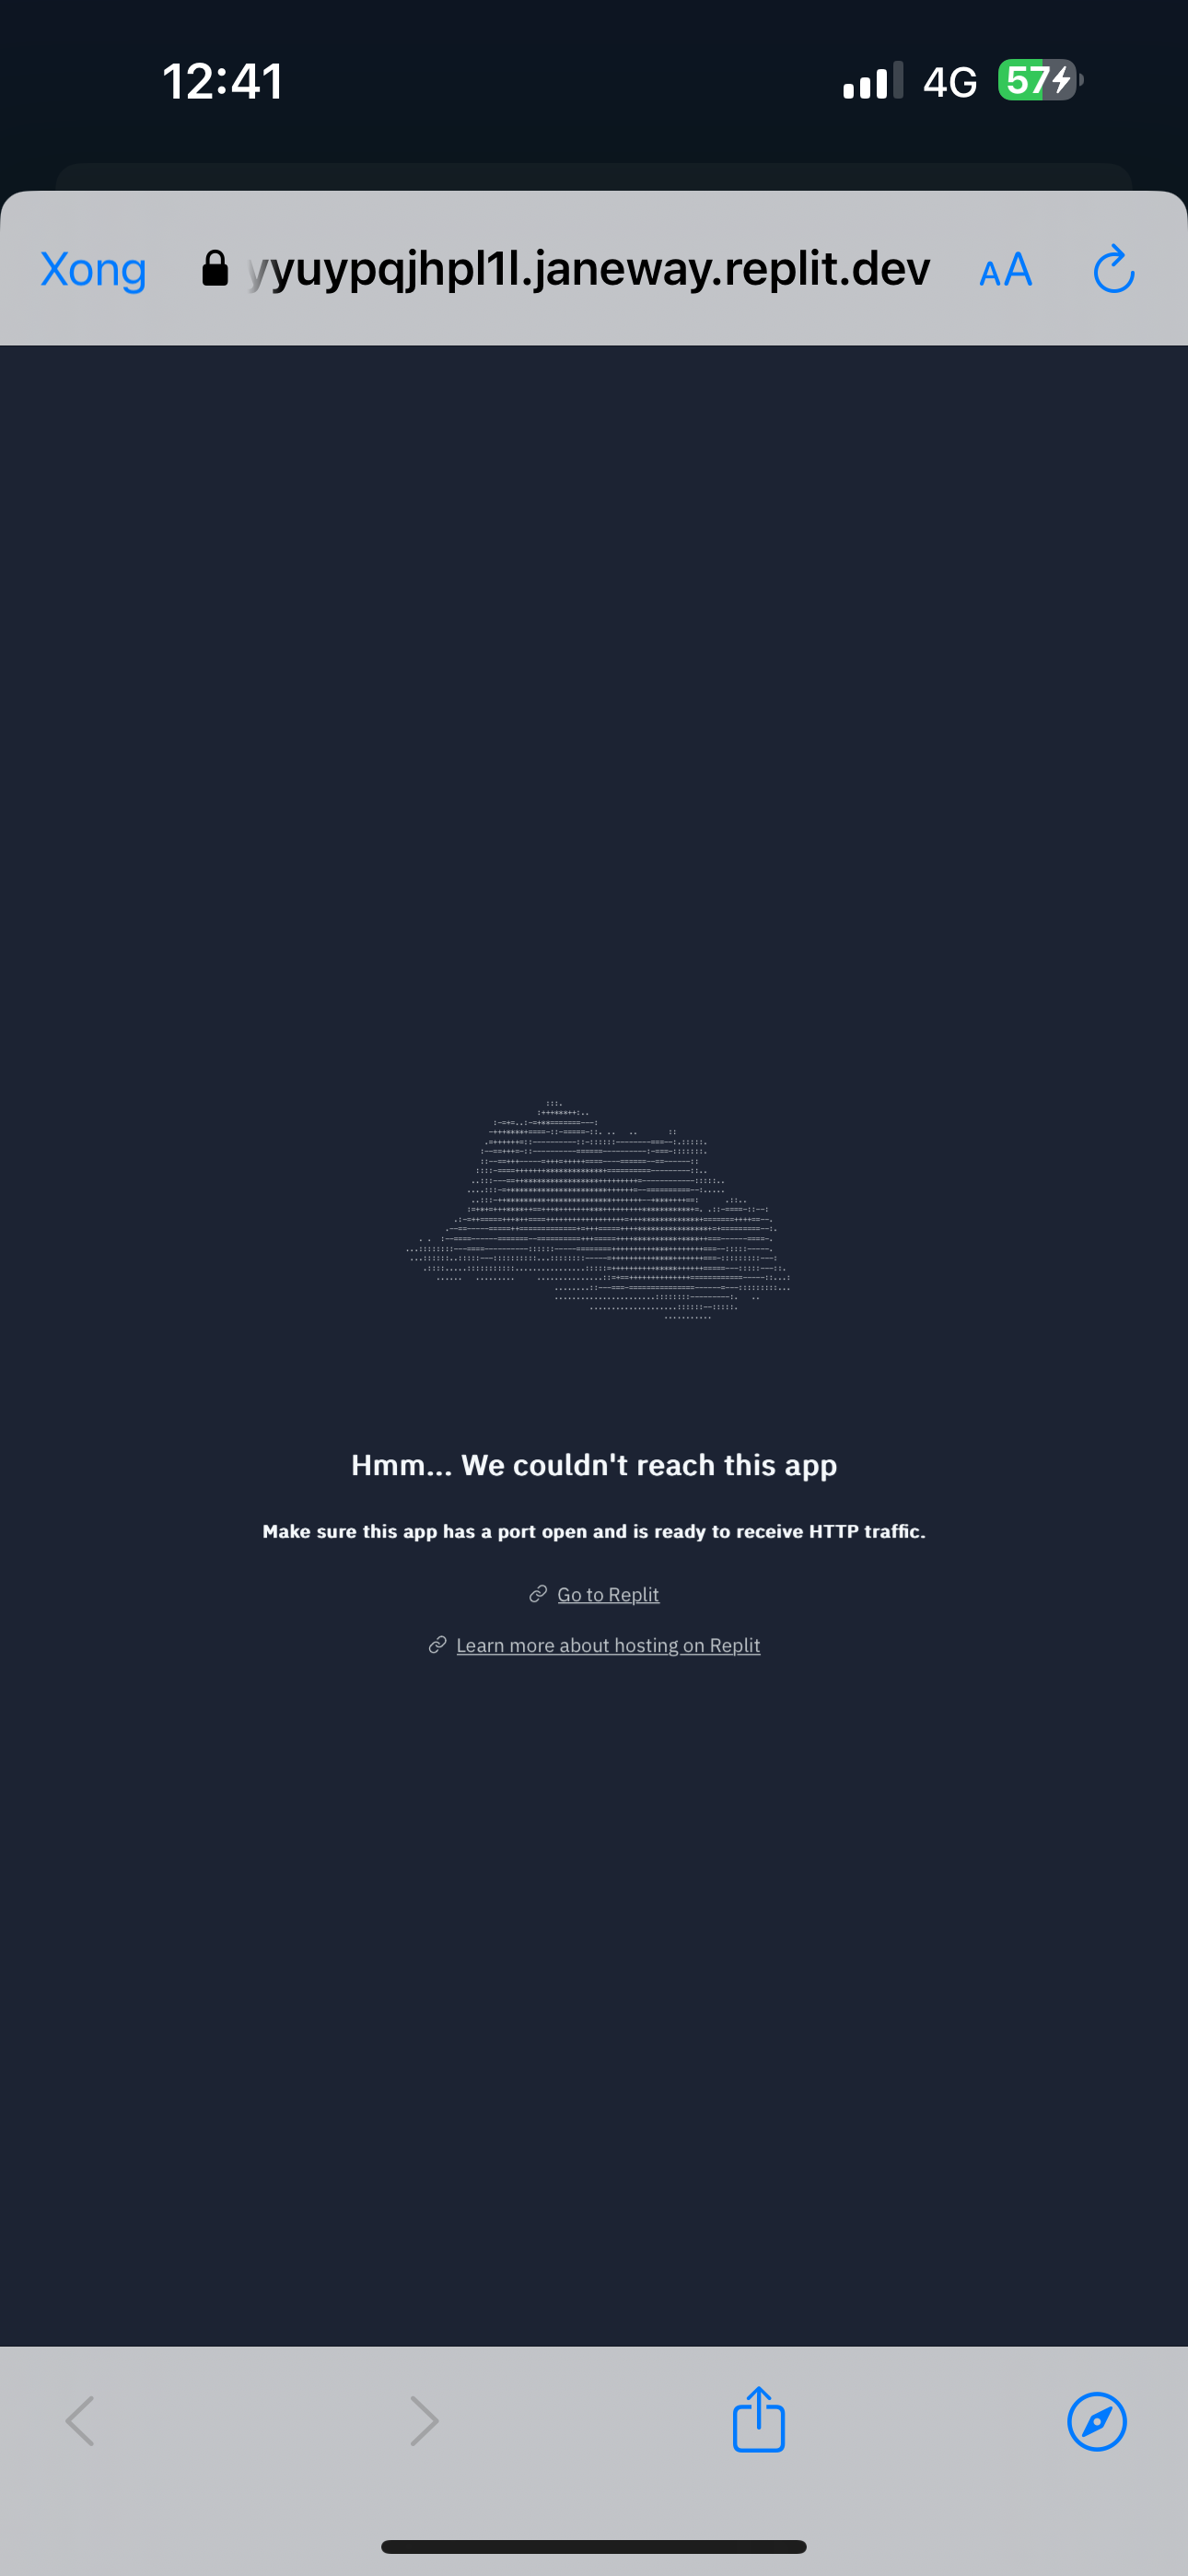 12:41
4G
57
Xong
yyuypqjhpl1l.janeway.replit.dev
AA
Hmm... We couldn't reach this app
Make sure this app has a port open and is ready to receive HTTP traffic.
Go to Replit
Learn more about hosting on Replit